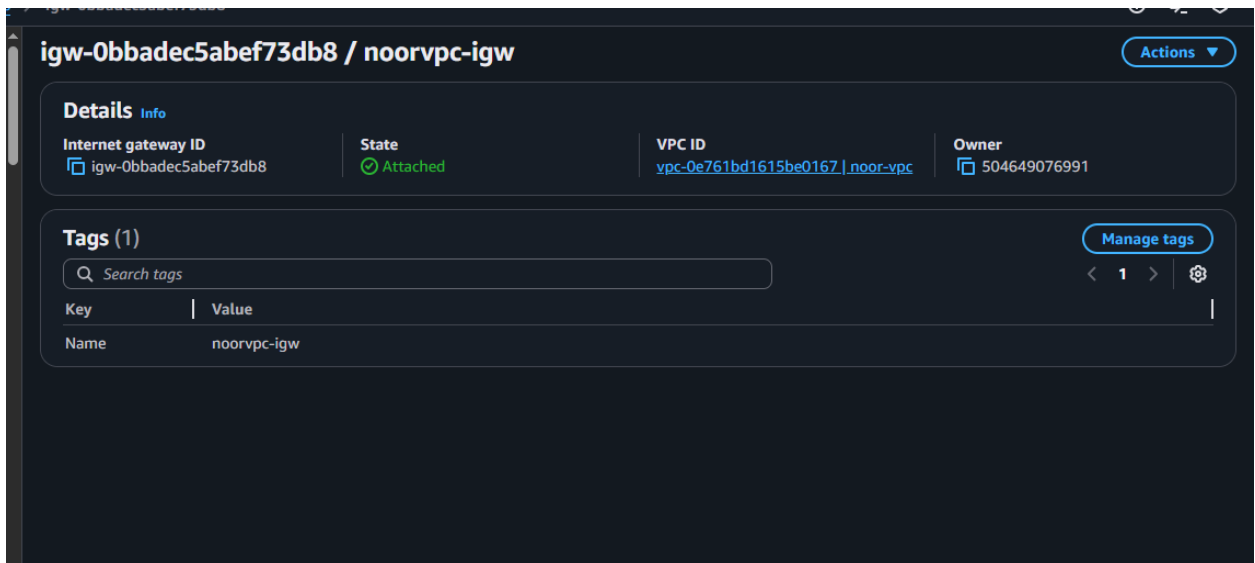 igw-0bbadec5abef73db8 / noorvpc-igw
Actions
Details Info
Internet gateway ID
igw-0bbadec5abef73db8
State
Attached
VPC ID
vpc-0e761bd1615be0167 | noor-vpc
Owner
504649076991
Tags (1)
Manage tags
Search tags
1
Key Value
Name noorvpc-igw